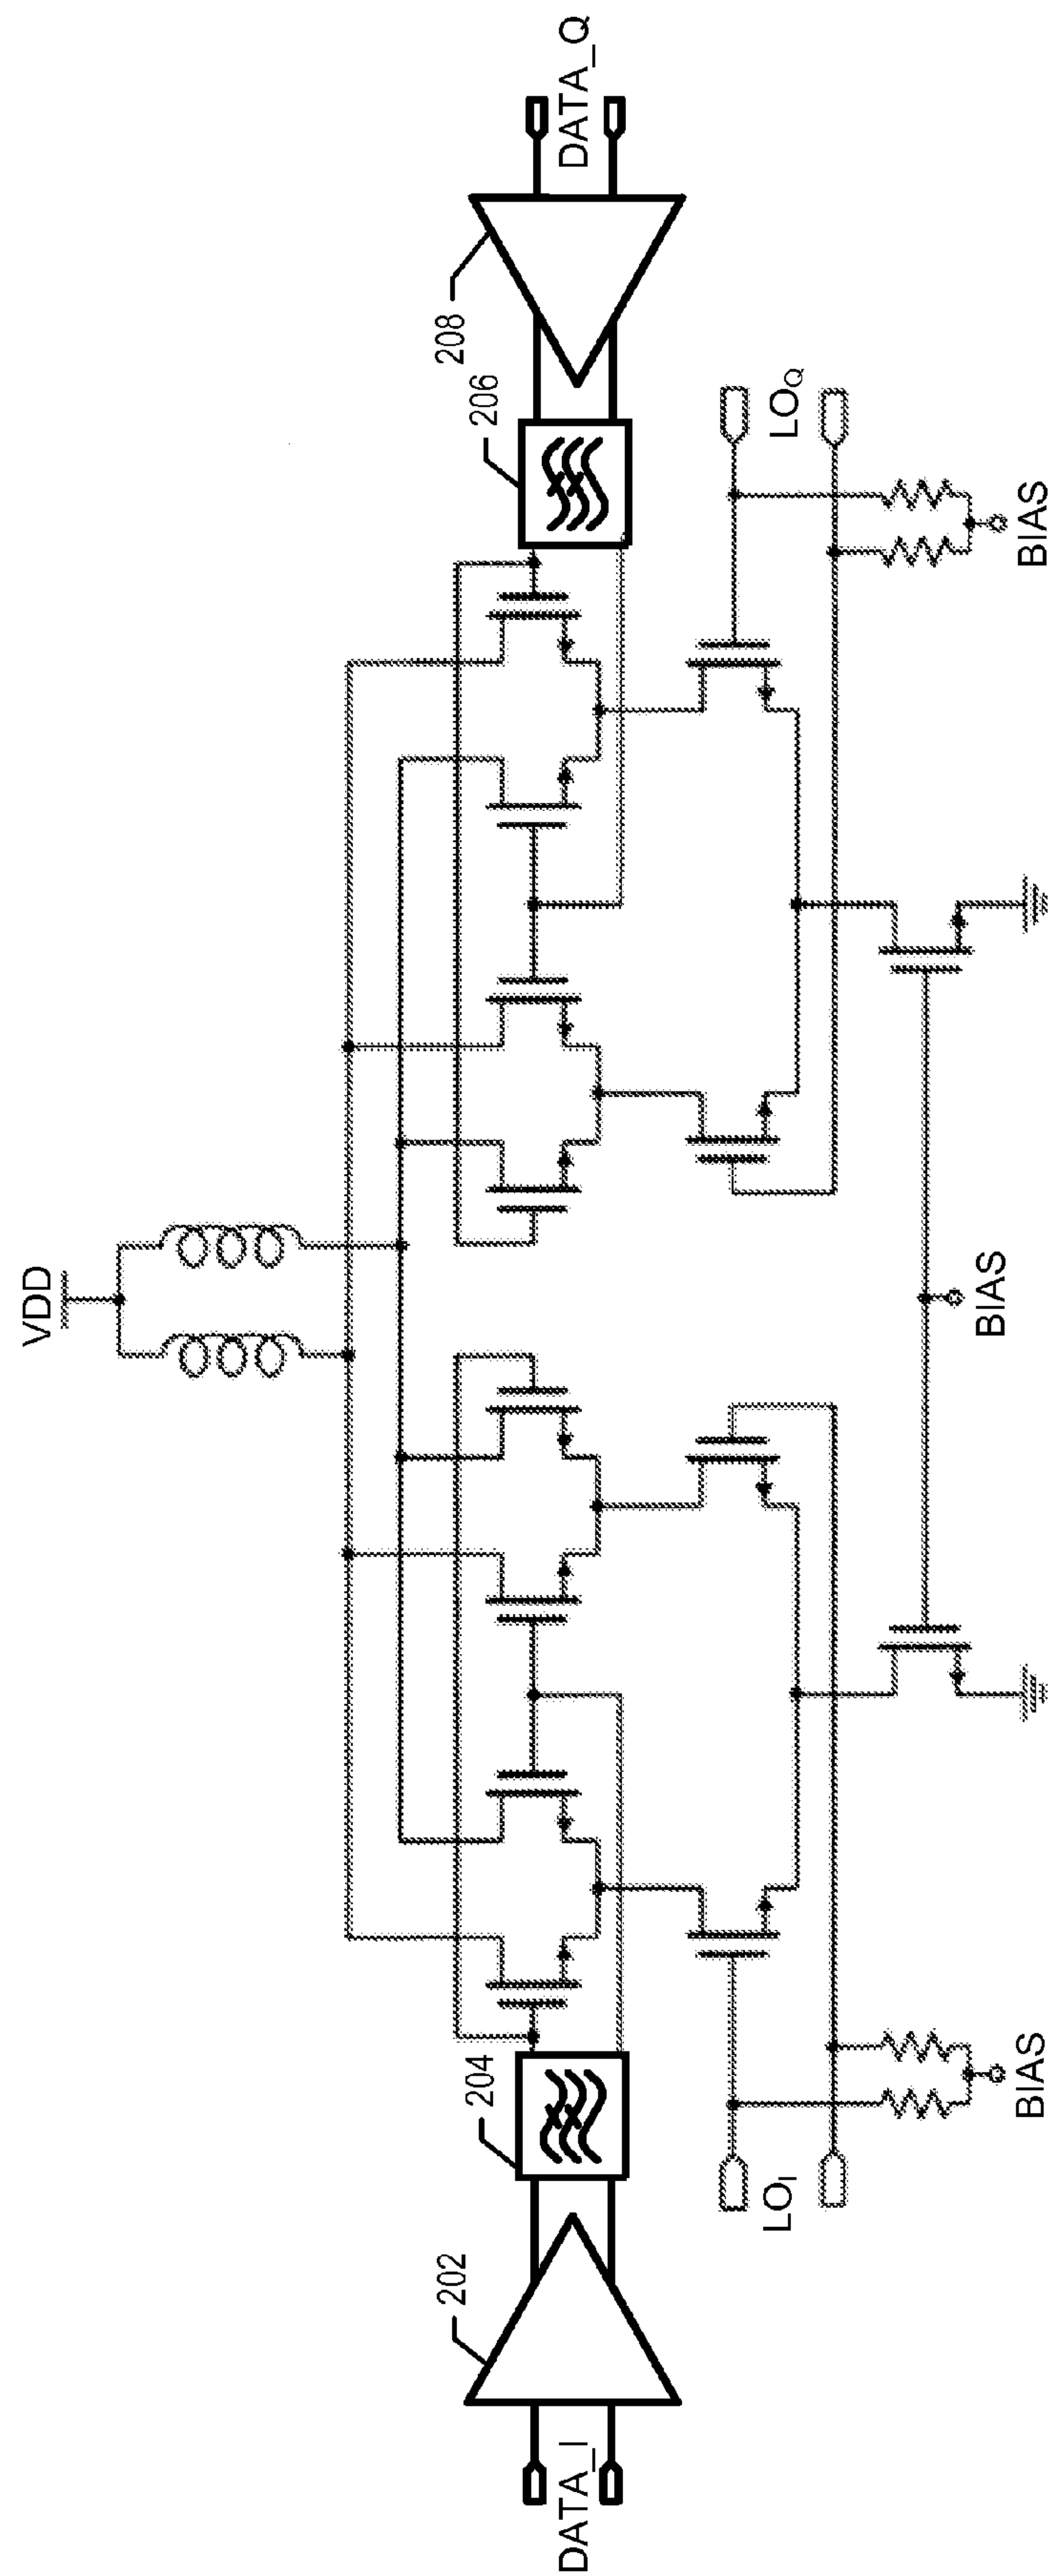 VDD
DATA_I
202
204
LO_I
BIAS
BIAS
206
208
LO_Q
BIAS
DATA_Q